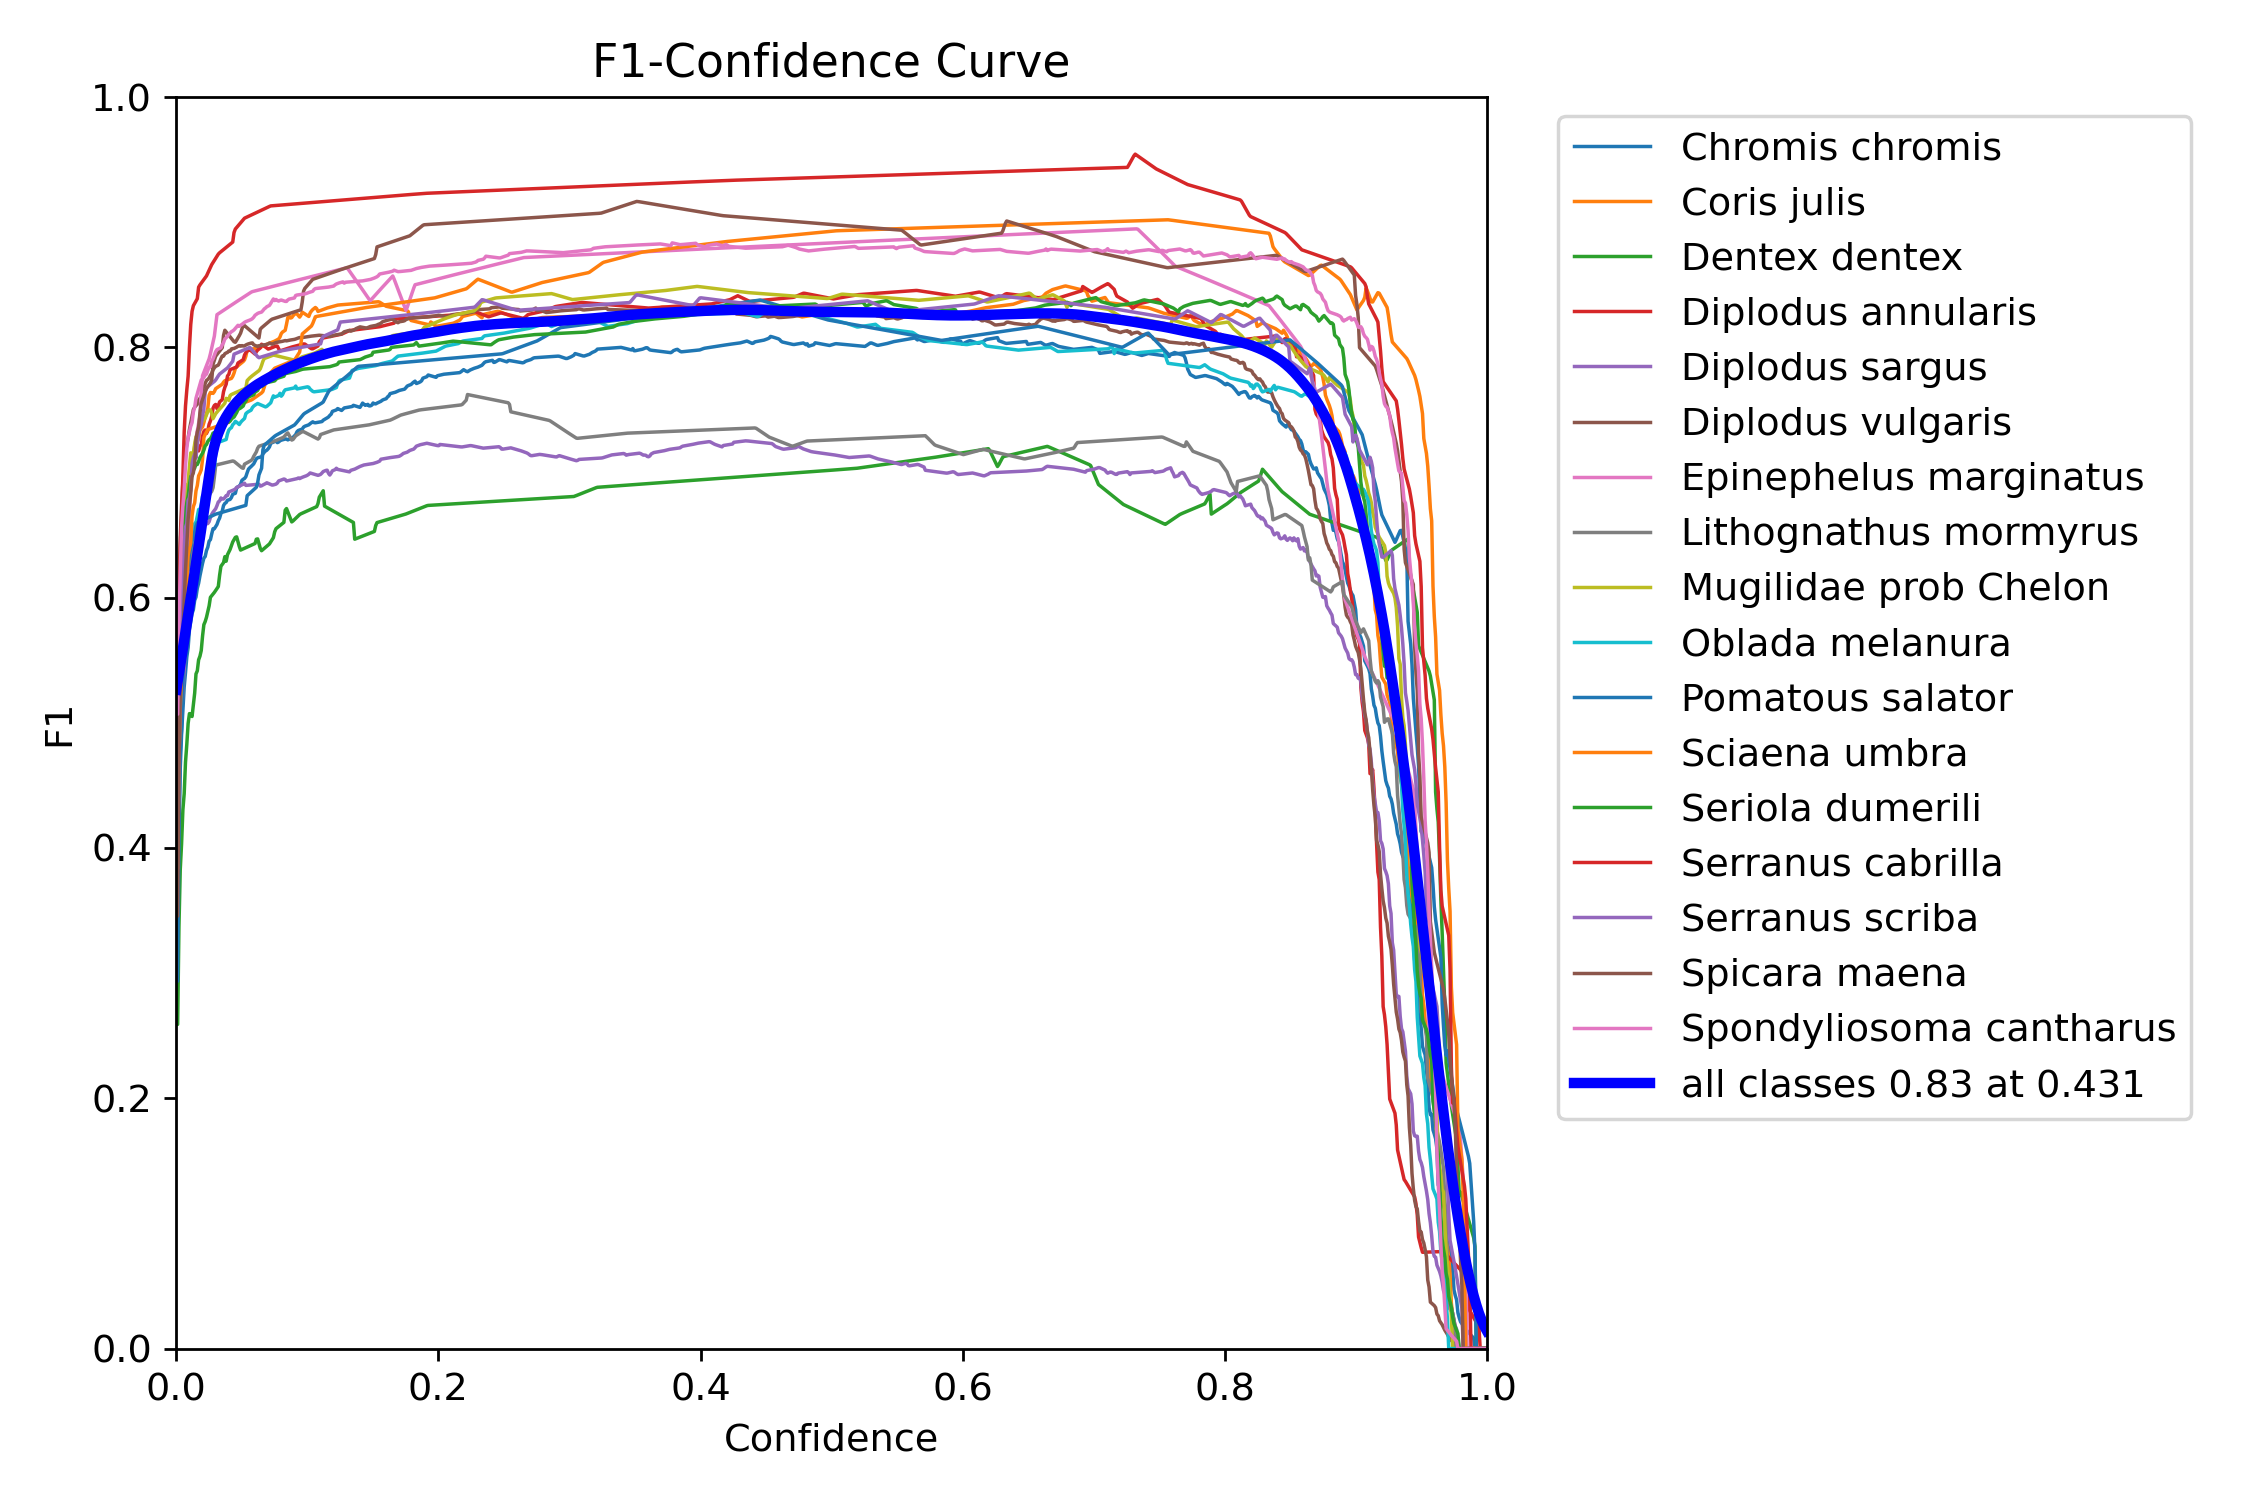 F1-Confidence Curve
1.0
0.8
0.6
0.4
0.2
0.0
F1
0.0 0.2 0.4 0.6 0.8 1.0
Confidence
Chromis chromis
Coris julis
Dentex dentex
Diplodus annularis
Diplodus sargus
Diplodus vulgaris
Epinephelus marginatus
Lithognathus mormyrus
Mugilidae prob Chelon
Oblada melanura
Pomatous salator
Sciaena umbra
Seriola dumerili
Serranus cabrilla
Serranus scriba
Spicara maena
Spondyliosoma cantharus
all classes 0.83 at 0.431